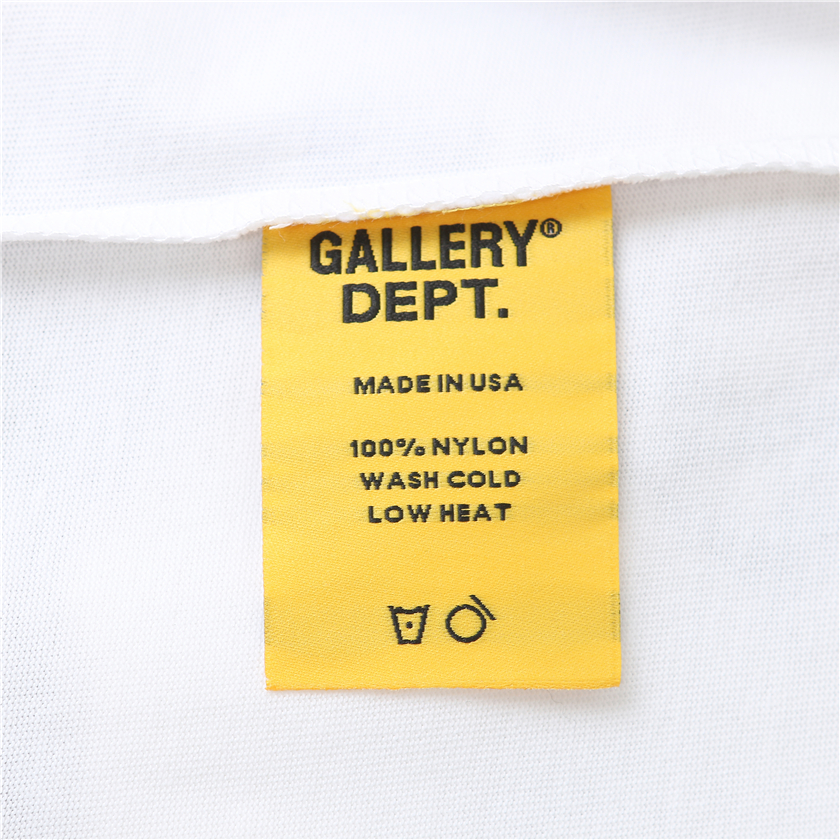 GALLERY®
DEPT.
MADE IN USA
100% NYLON
WASH COLD
LOW HEAT